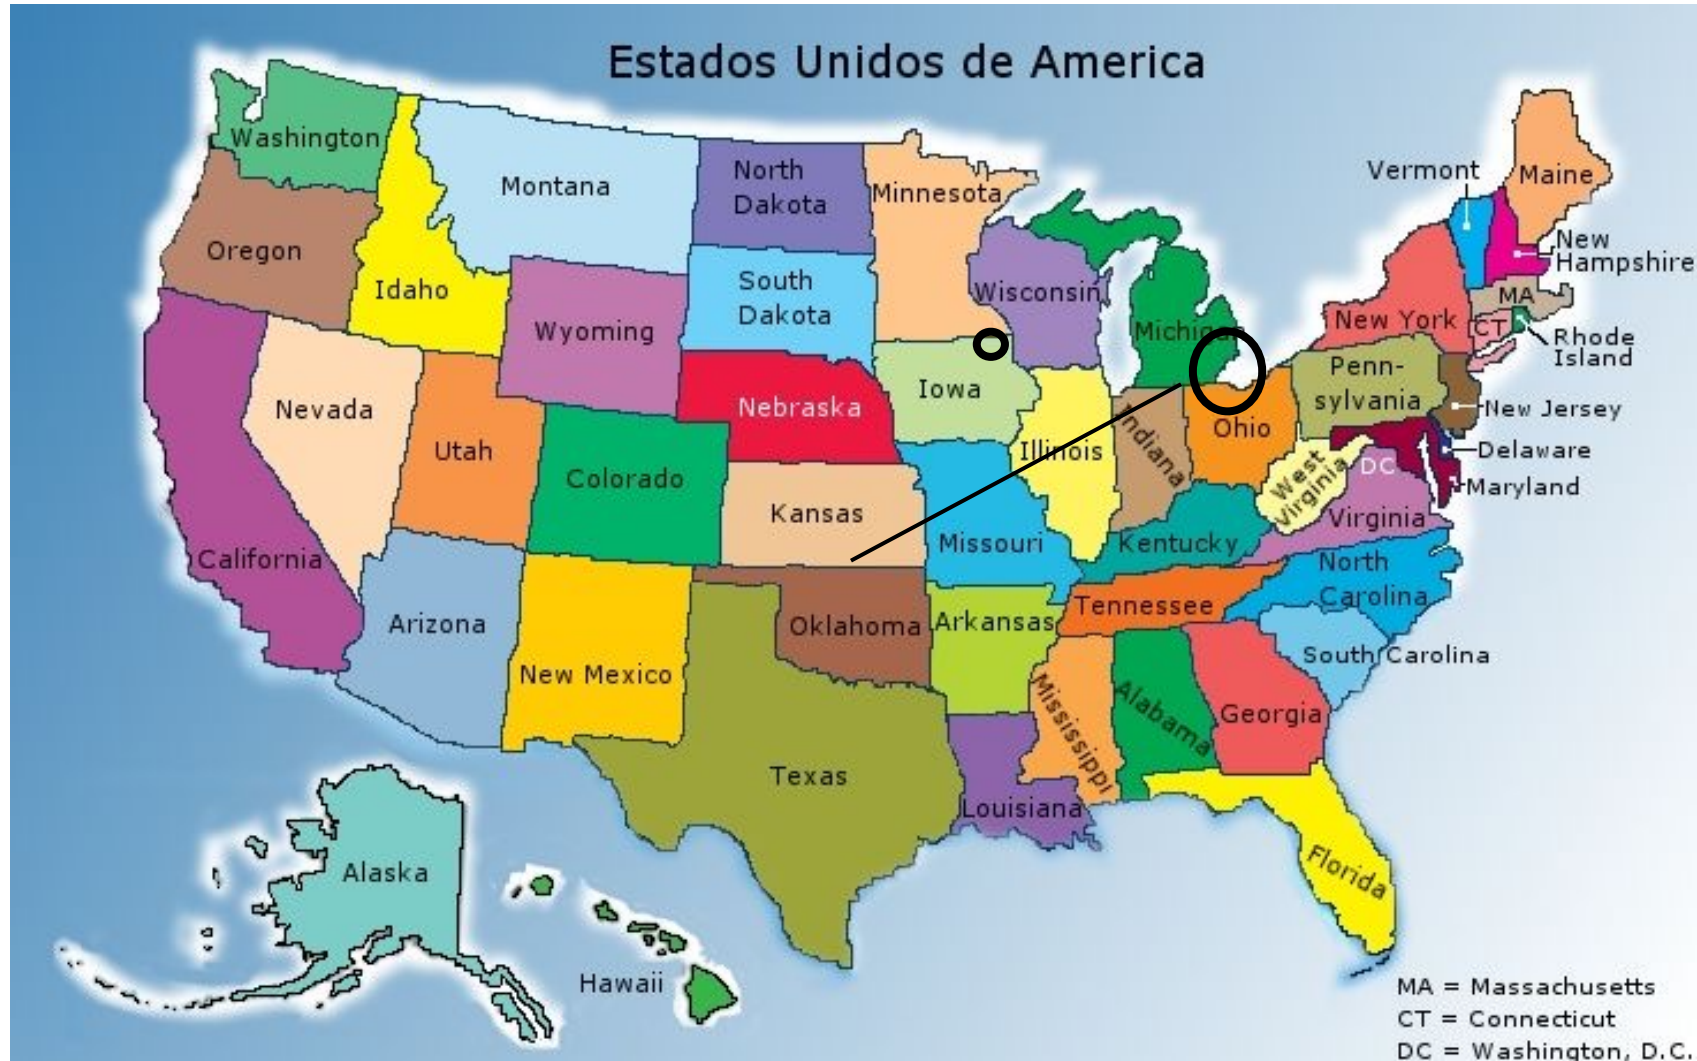 Estados Unidos de America
Washington
Oregon
California
Idaho
Nevada
Montana
Wyoming
Utah
Arizona
Colorado
New Mexico
North
Dakota
South
Dakota
Nebraska
Kansas
Oklahoma
Texas
Minnesota
Iowa
Missouri
Arkansas
Louisiana
Wisconsin
Illinois
Michigan
Indiana
Ohio
Kentucky
Tennessee
Mississippi
Alabama
Georgia
Florida
South Carolina
North
Carolina
Virginia
West
Virginia
DC
Penn-
sylvania
New York
Vermont
Maine
New
Hampshire
MA
CT
Rhode
Island
New Jersey
Delaware
Maryland
Alaska
Hawaii
MA = Massachusetts
CT = Connecticut
DC = Washington, D.C.